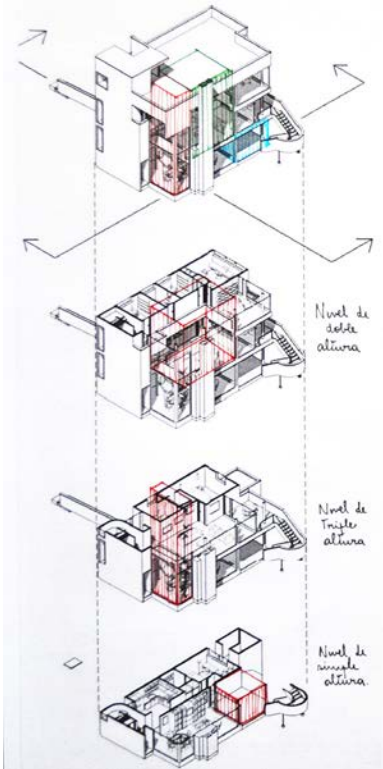 Nivel de
doble
altura
Nivel de
Triple
altura
Nivel de
simple
altura.